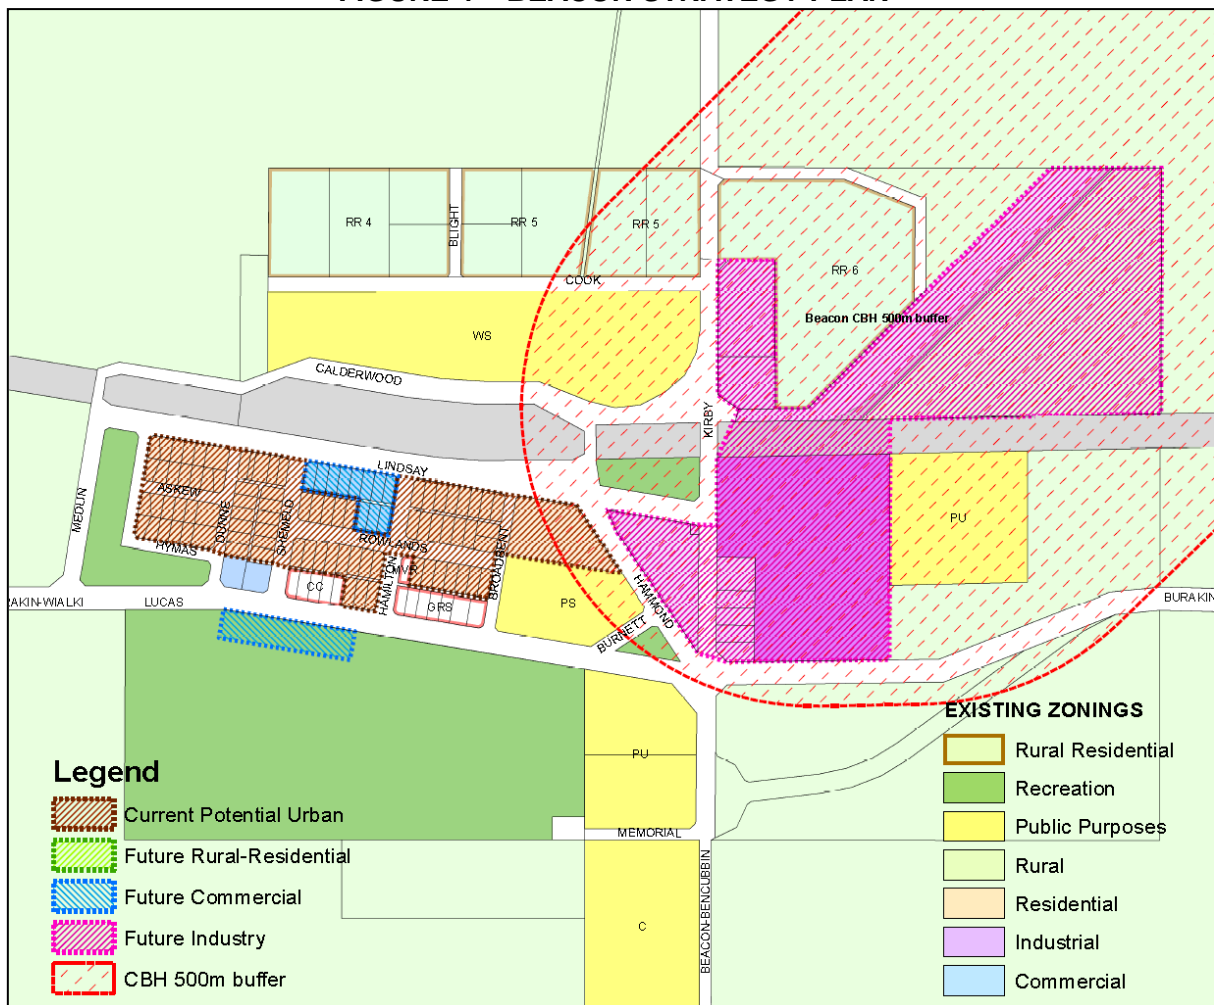 RR 4
BLIGHT
RR 5
RR 5
RR 6
COOK
Beacon CBH 500m buffer
WS
CALDERWOOD
KIRBY
LINDSAY
MEDLIN
ASKEW
DUNNE
SHEMELD
ROWLANDS
BROADBENT
HYMAS
HAMILTON
MVR
CC
GRS
PS
HAMMOND
BURNETT
PU
RAKIN-WIALKI
LUCAS
BURAKIN
PU
MEMORIAL
C
BEACON-BENCUBBIN
Legend
Current Potential Urban
Future Rural-Residential
Future Commercial
Future Industry
CBH 500m buffer
EXISTING ZONINGS
Rural Residential
Recreation
Public Purposes
Rural
Residential
Industrial
Commercial